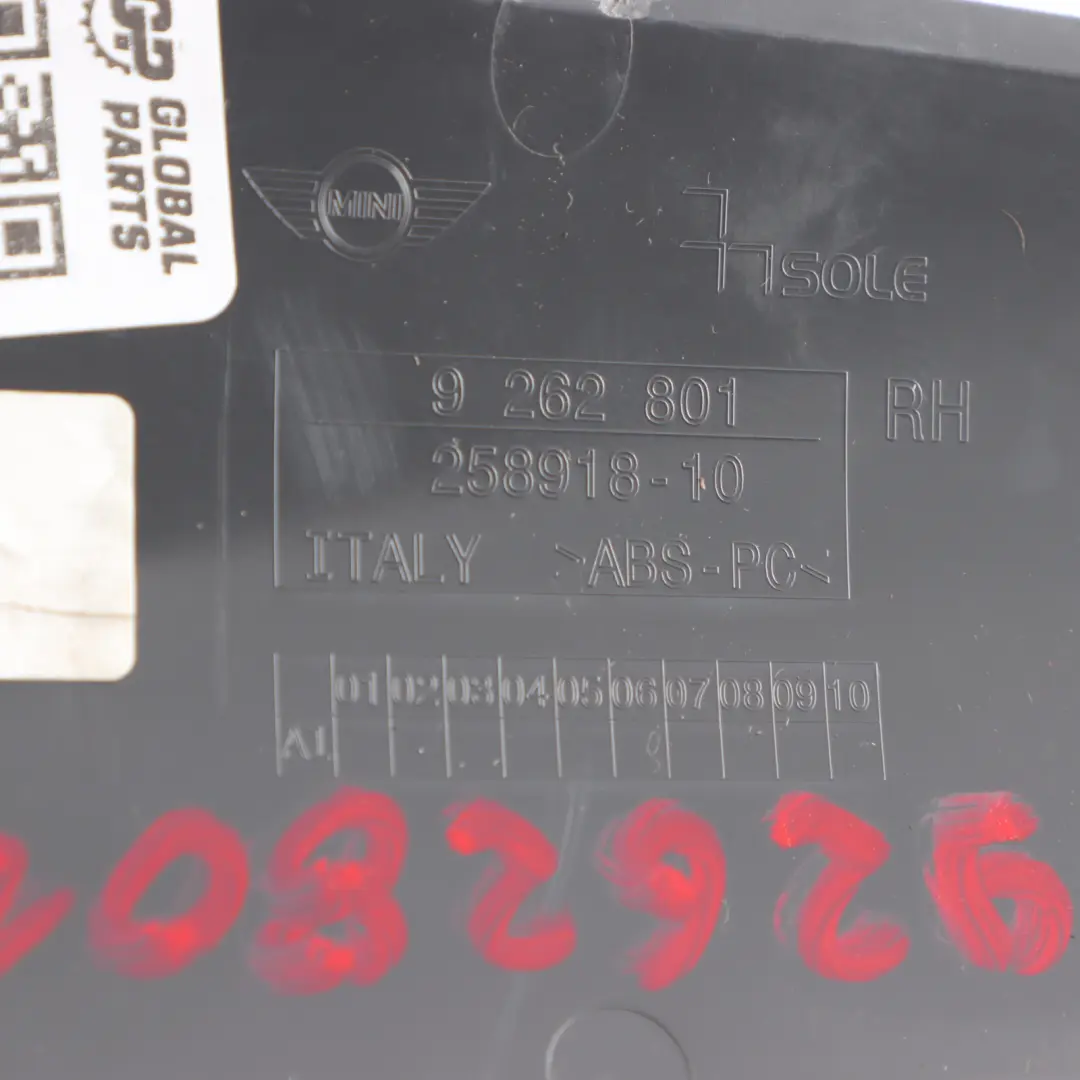 GLOBAL
PARTS
MINI
SOLE
9 262 801
RH
258918-10
ITALY >ABS-PC<
01 02 03 04 05 06 07 08 09 10
A1